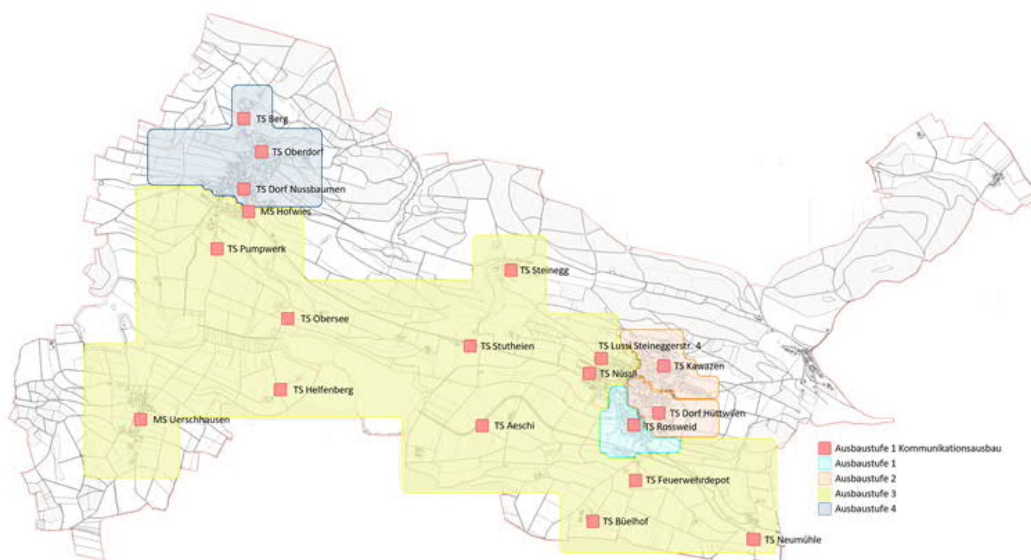 TS Berg
TS Oberdorf
TS Dorf Nussbaumen
MS Hofwies
TS Pumpwerk
TS Steinegg
TS Obersee
TS Stutheien
TS Lussi Steineggerstr. 4
TS Kawazen
TS Nüssli
TS Helfenberg
TS Dorf Hüttwilen
MS Uerschhausen
TS Aeschi
TS Rossweid
Ausbaustufe 1 Kommunikationsausbau
Ausbaustufe 1
Ausbaustufe 2
Ausbaustufe 3
Ausbaustufe 4
TS Feuerwehrdepot
TS Büelhof
TS Neumühle